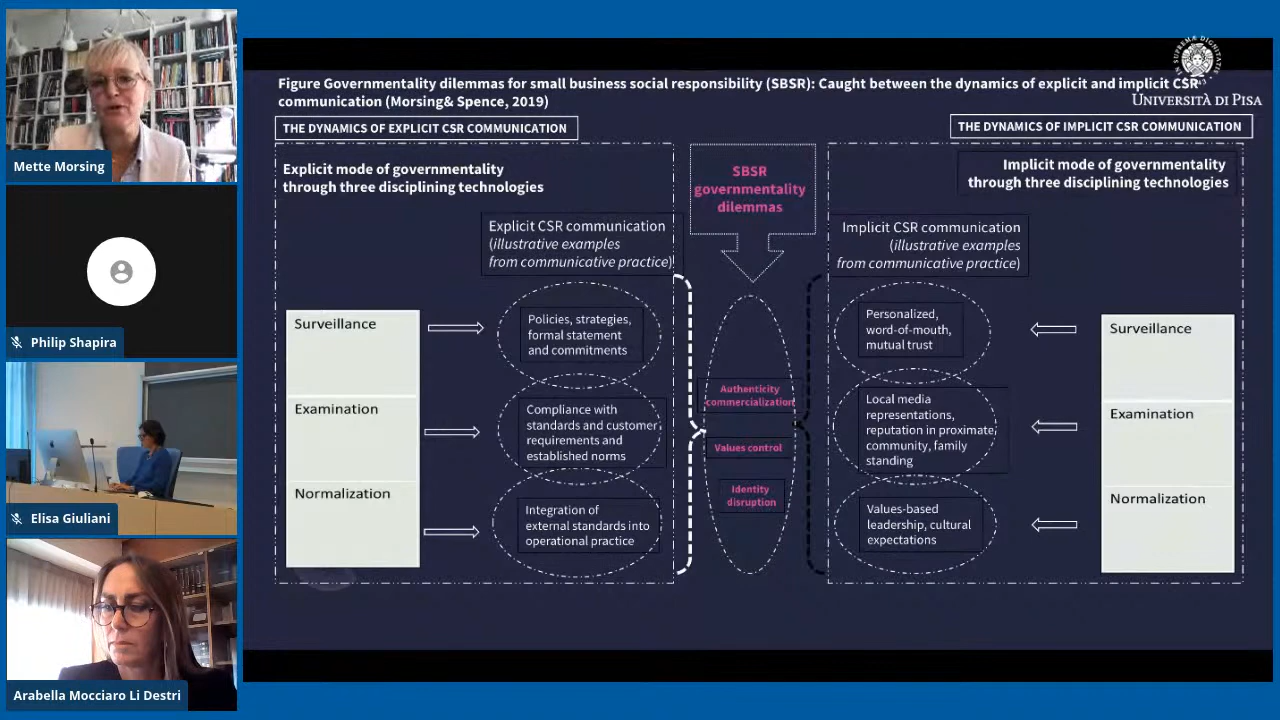 Mette Morsing
Philip Shapira
Elisa Giuliani
Arabella Mocciaro Li Destri
Figure Governmentality dilemmas for small business social responsibility (SBSR): Caught between the dynamics of explicit and implicit CSR
communication (Morsing& Spence, 2019)
UNIVERSITÀ DI PISA
THE DYNAMICS OF EXPLICIT CSR COMMUNICATION
THE DYNAMICS OF IMPLICIT CSR COMMUNICATION
Explicit mode of governmentality
through three disciplining technologies
SBSR
governmentality
dilemmas
Implicit mode of governmentality
through three disciplining technologies
Explicit CSR communication
(illustrative examples
from communicative practice)
Implicit CSR communication
(illustrative examples
from communicative practice)
Surveillance
Policies, strategies,
formal statement
and commitments
Examination
Compliance with
standards and customer
requirements and
established norms
Normalization
Integration of
external standards into
operational practice
Authenticity
commercialization
Values control
Identity
disruption
Personalized,
word-of-mouth,
mutual trust
Surveillance
Local media
representations,
reputation in proximate
community, family
standing
Examination
Values-based
leadership, cultural
expectations
Normalization